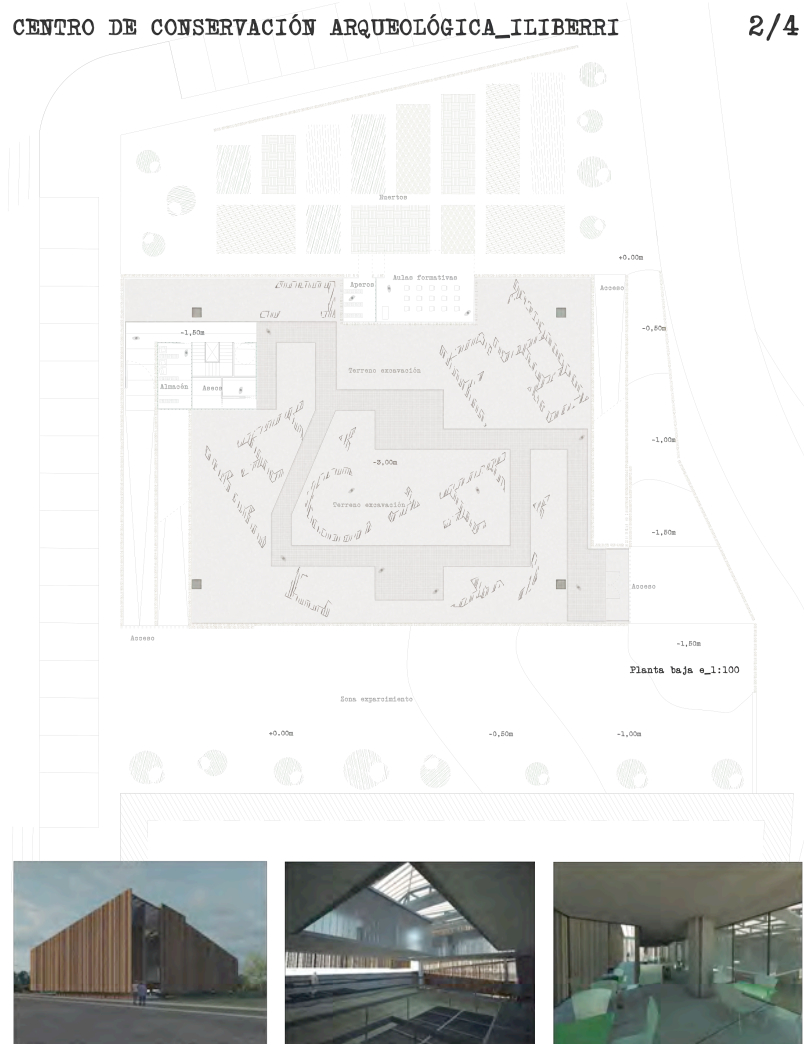 CENTRO DE CONSERVACIÓN ARQUEOLÓGICA_ILIBERRI
2/4
Huertos
+0.00m
Aulas formativas
Aperos
Acceso
-0,50m
-1,50m
Terreno excavación
Almacén
Aseos
-1,00m
-3,00m
Terreno excavación
-1,50m
Acceso
Acceso
-1,50m
Planta baja e_1:100
Zona esparcimiento
+0.00m
-0,50m
-1,00m